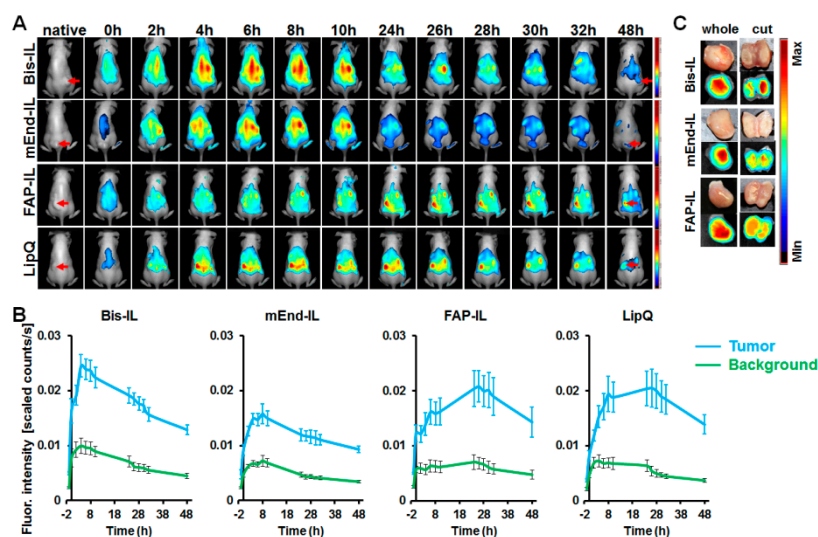 A
native 0h 2h 4h 6h 8h 10h 24h 26h 28h 30h 32h 48h
Bis-IL
mEnd-IL
FAP-IL
LipQ
C
whole cut
Bis-IL
mEnd-IL
FAP-IL
Max
Min
B
Bis-IL mEnd-IL FAP-IL LipQ
Fluor. intensity [scaled counts/s]
0.03 0.03 0.03 0.03
0.02 0.02 0.02 0.02
0.01 0.01 0.01 0.01
0 0 0 0
-2 8 18 28 38 48 -2 8 18 28 38 48 -2 8 18 28 38 48 -2 8 18 28 38 48
Time (h) Time (h) Time (h) Time (h)
Tumor
Background